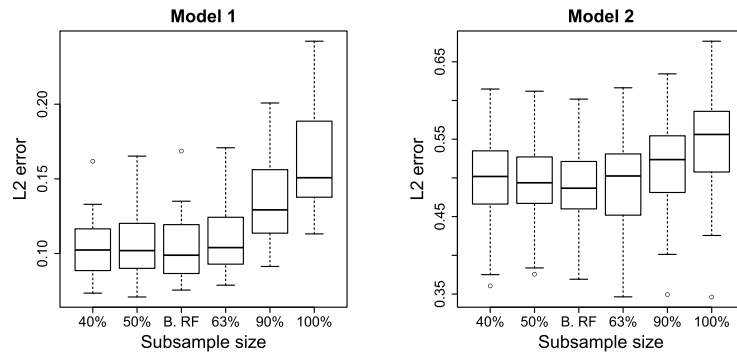 Model 1
L2 error
0.20
0.15
0.10
40% 50% B. RF 63% 90% 100%
Subsample size
Model 2
L2 error
0.65
0.55
0.45
0.35
40% 50% B. RF 63% 90% 100%
Subsample size